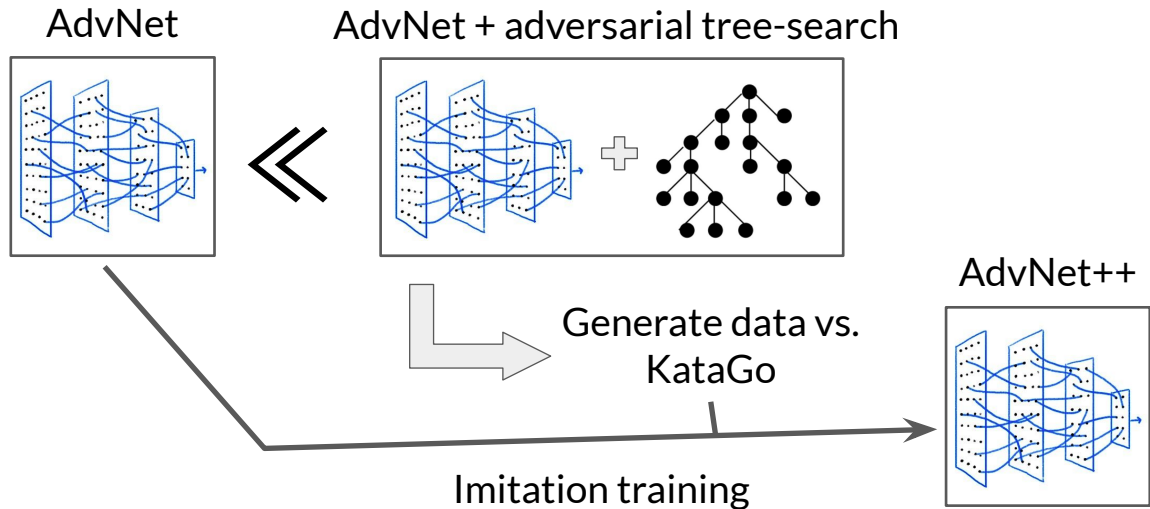 AdvNet
AdvNet + adversarial tree-search
AdvNet++
Generate data vs.
KataGo
Imitation training